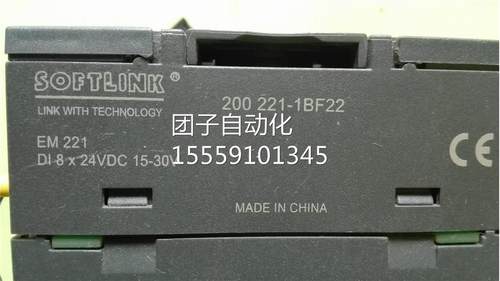 SOFTLINK®
LINK WITH TECHNOLOGY
200 221-1BF22
团子自动化
EM 221
15559101345
DI 8 x 24VDC 15-30V
CE
MADE IN CHINA